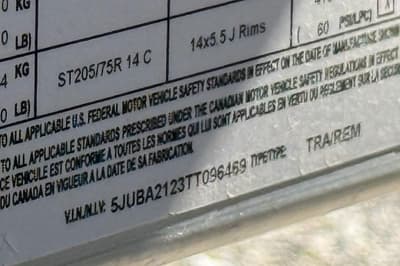 KG
0 LB)
ST205/75R 14 C
14x5.5 J Rims
( 60 PSI/LPC)
4 KG
0 LB)
TO ALL APPLICABLE U.S. FEDERAL MOTOR VEHICLE SAFETY STANDARDS IN EFFECT ON THE DATE OF MANUFACTURE SHOWN
TO ALL APPLICABLE STANDARDS PRESCRIBED UNDER THE CANADIAN MOTOR VEHICLE SAFETY REGULATIONS IN EFFECT
CE VEHICULE EST CONFORME A TOUTES LES NORMES QUI LUI SONT APPLICABLES EN VERTU DU REGLEMENT SUR LA SECU
DU CANADA EN VIGUEUR A LA DATE DE SA FABRICATION.
V.I.N./N.I.V: 5JUBA2123TT096469 TYPE/TYPE: TRA/REM